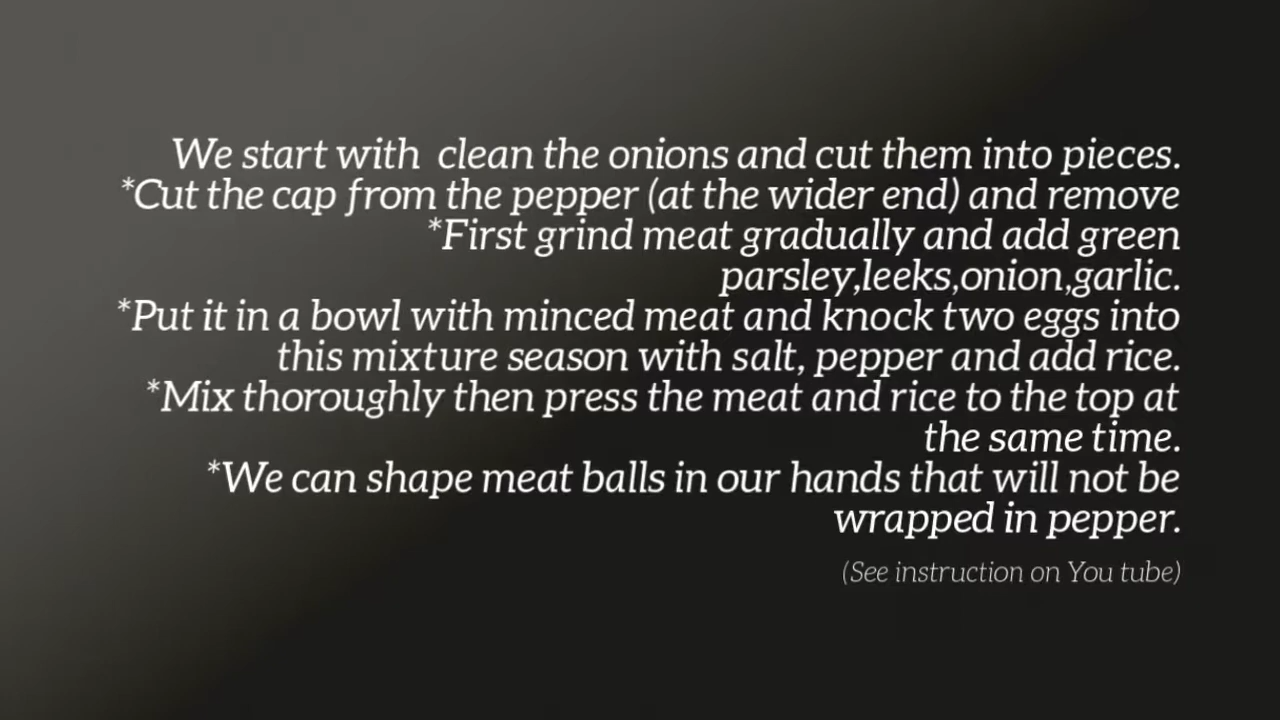 We start with  clean the onions and cut them into pieces.
*Cut the cap from the pepper (at the wider end) and remove
*First grind meat gradually and add green
parsley,leeks,onion,garlic.
*Put it in a bowl with minced meat and knock two eggs into
this mixture season with salt, pepper and add rice.
*Mix thoroughly then press the meat and rice to the top at
the same time.
*We can shape meat balls in our hands that will not be
wrapped in pepper.
(See instruction on You tube)